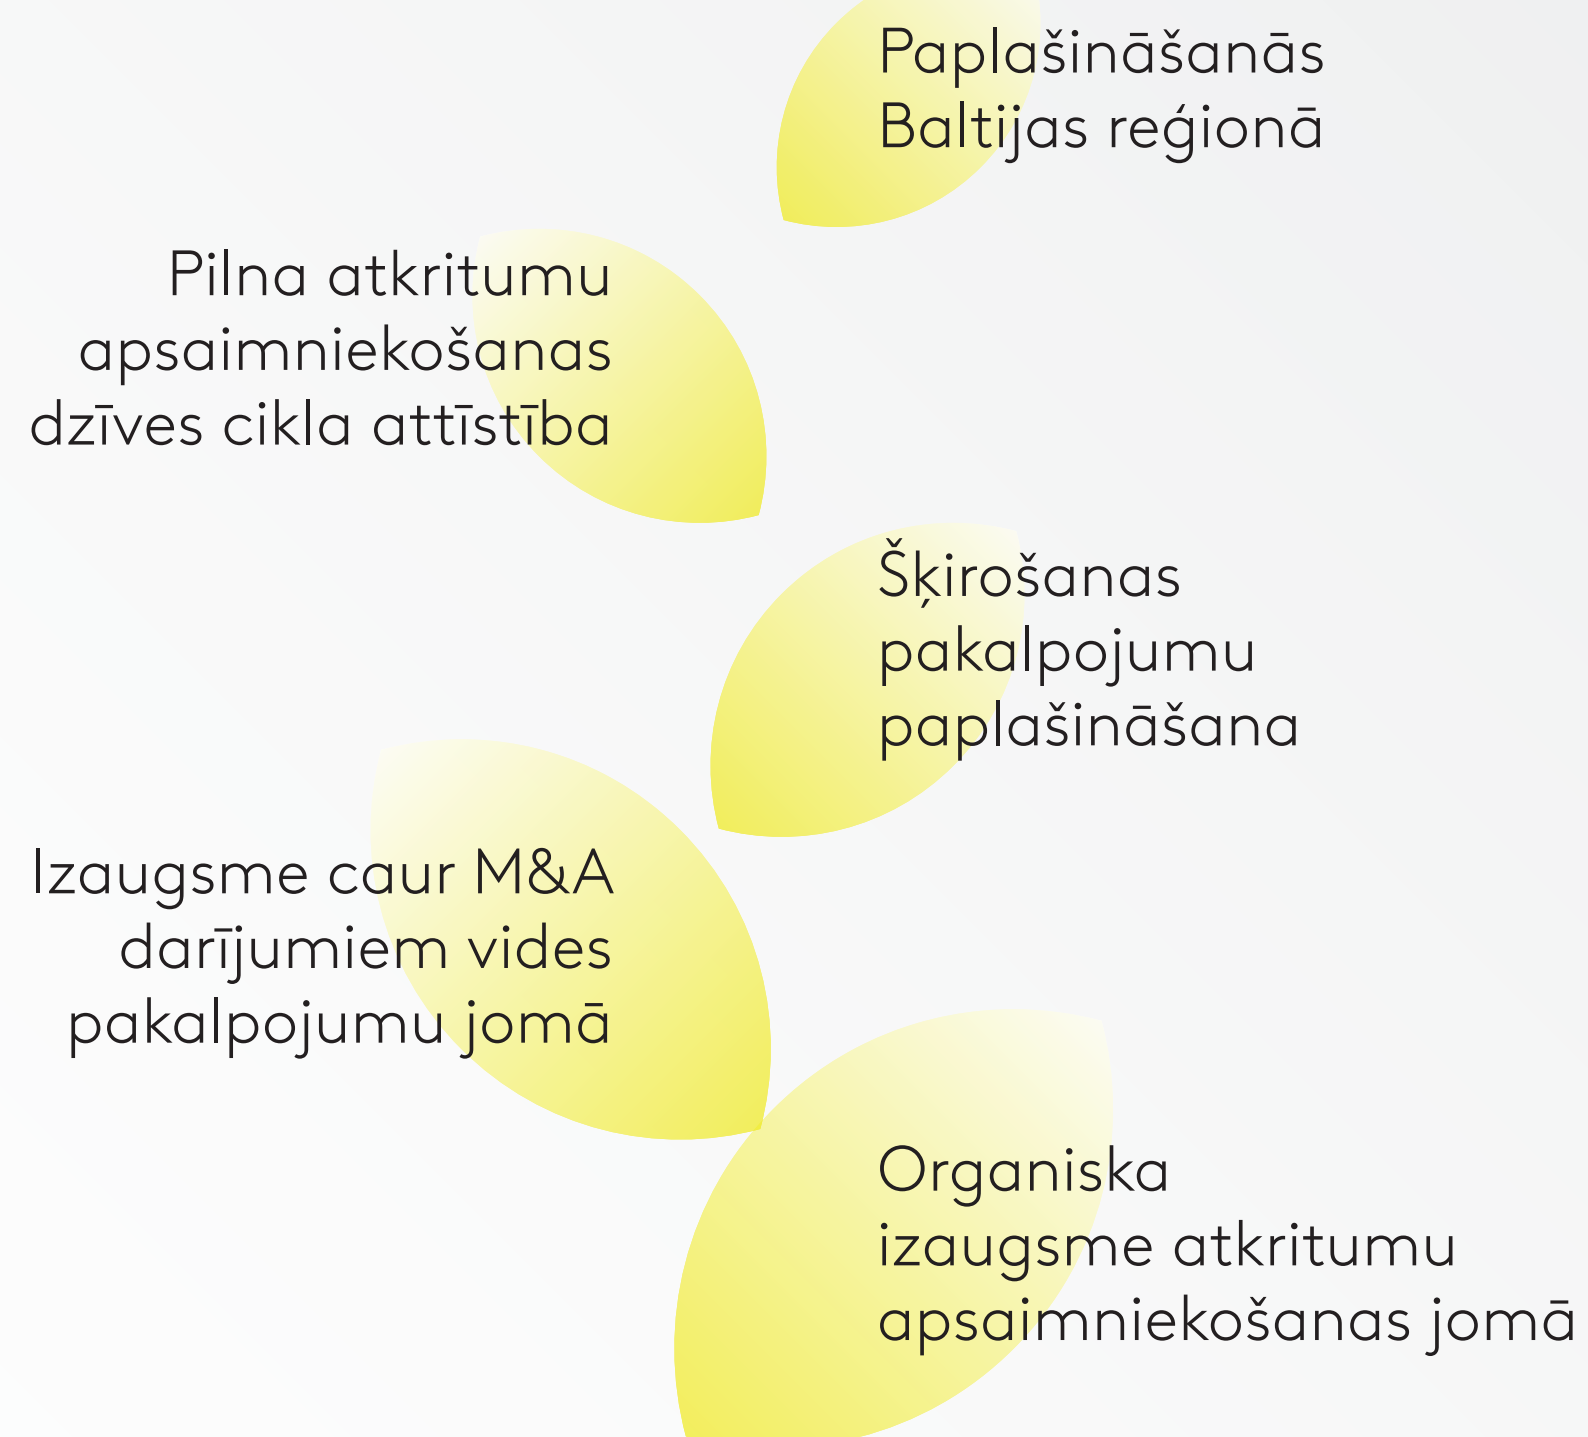 Paplašināšanās
Baltijas reģionā
Pilna atkritumu
apsaimniekošanas
dzīves cikla attīstība
Šķirošanas
pakalpojumu
paplašināšana
Izaugsme caur M&A
darījumiem vides
pakalpojumu jomā
Organiska
izaugsme atkritumu
apsaimniekošanas jomā